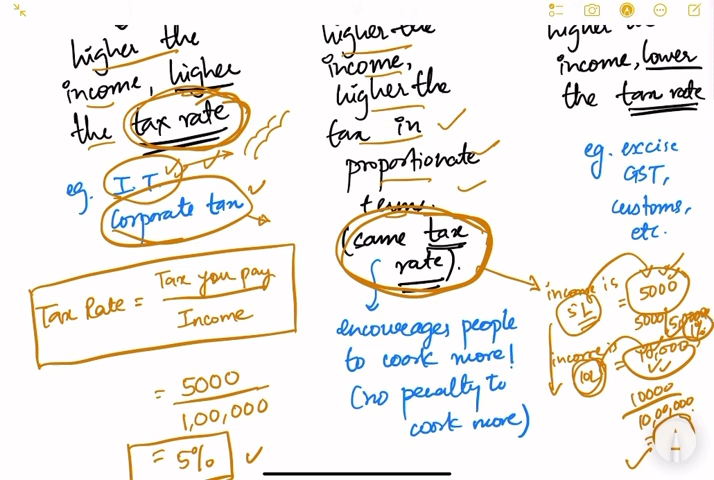 higher the
income, higher
the tax rate
eg. I.T.
Corporate tax
Tax Rate = Tax you pay
Income
= 5000
1,00,000
= 5%
higher the
income,
higher the
tax in
proportionate
terms.
(same tax
rate).
encourages people
to work more!
(no penalty to
work more)
higher
income, lower
the tax rate
eg. excise
GST,
customs,
etc.
income is
5L
= 5000
5000
1%
income is
10L
= 10,000
10000
10,00,000
=